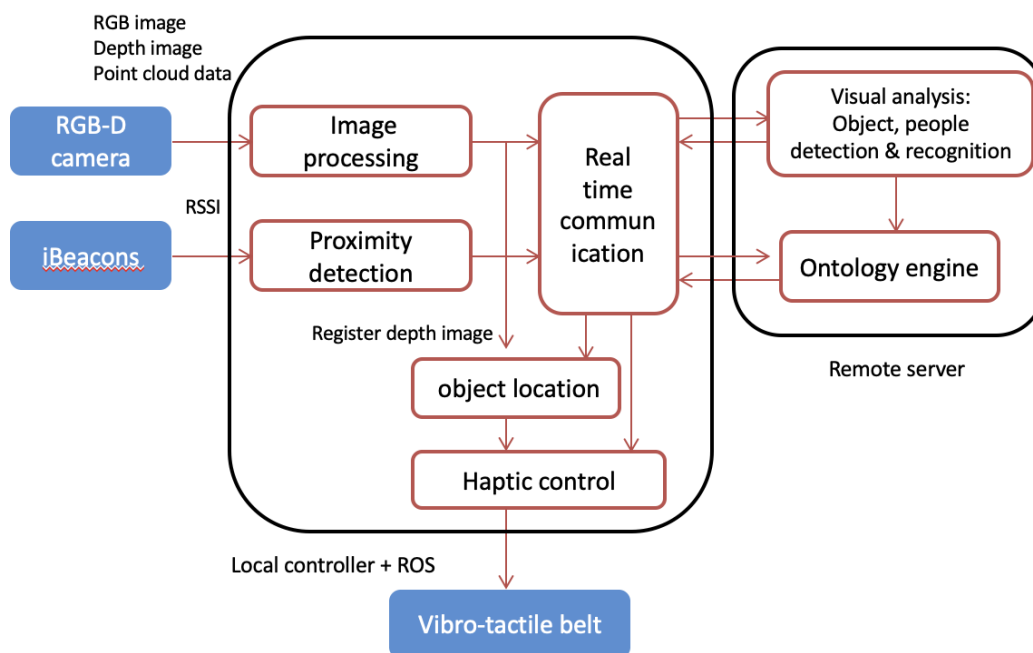 RGB image
Depth image
Point cloud data
RGB-D
camera
Image
processing
Real
time
commun
ication
Visual analysis:
Object, people
detection & recognition
RSSI
iBeacons
Proximity
detection
Ontology engine
Register depth image
object location
Remote server
Haptic control
Local controller + ROS
Vibro-tactile belt